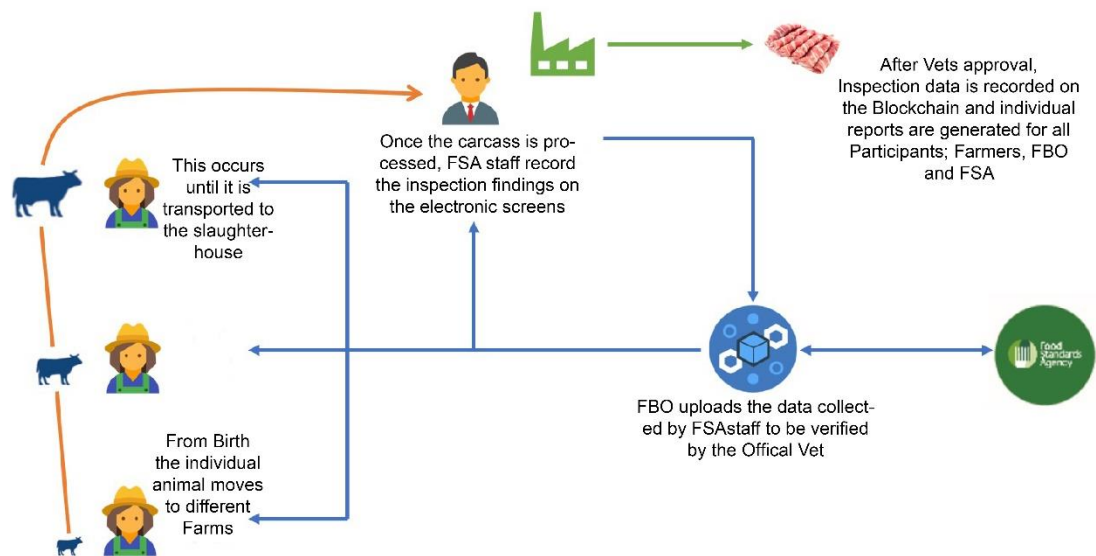 After Vets approval,
Inspection data is recorded on
the Blockchain and individual
reports are generated for all
Participants; Farmers, FBO
and FSA
This occurs
until it is
transported to
the slaughter-
house
Once the carcass is pro-
cessed, FSA staff record
the inspection findings on
the electronic screens
Food
Standards
Agency
FBO uploads the data collect-
ed by FSAstaff to be verified
by the Offical Vet
From Birth
the individual
animal moves
to different
Farms